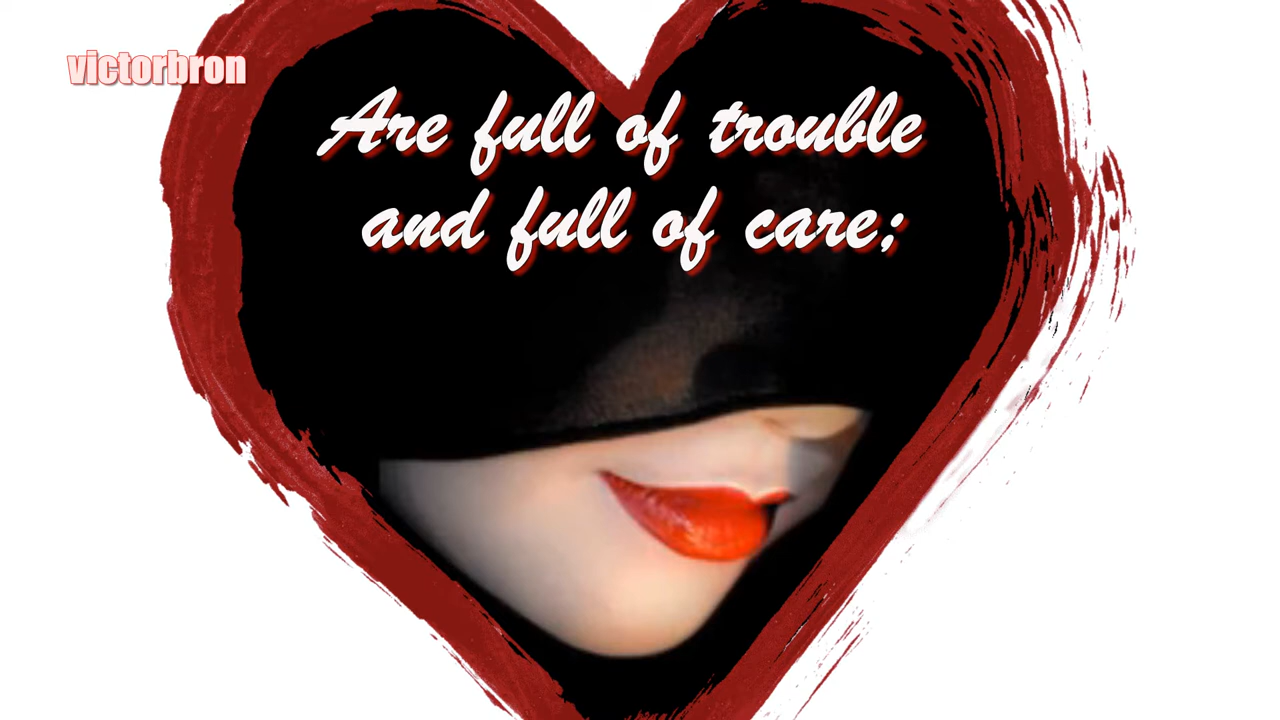 victorbron
Are full of trouble
and full of care;